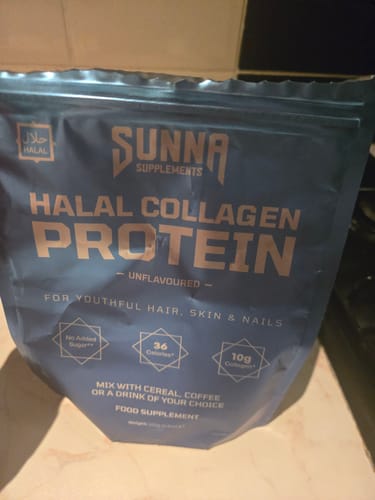 حلال
HALAL
SUNNA
SUPPLEMENTS
HALAL COLLAGEN
PROTEIN
— UNFLAVOURED —
FOR YOUTHFUL HAIR, SKIN & NAILS
No Added
Sugar**
36
Calories†
10g
Collagen†
MIX WITH CEREAL, COFFEE
OR A DRINK OF YOUR CHOICE
FOOD SUPPLEMENT
Weight